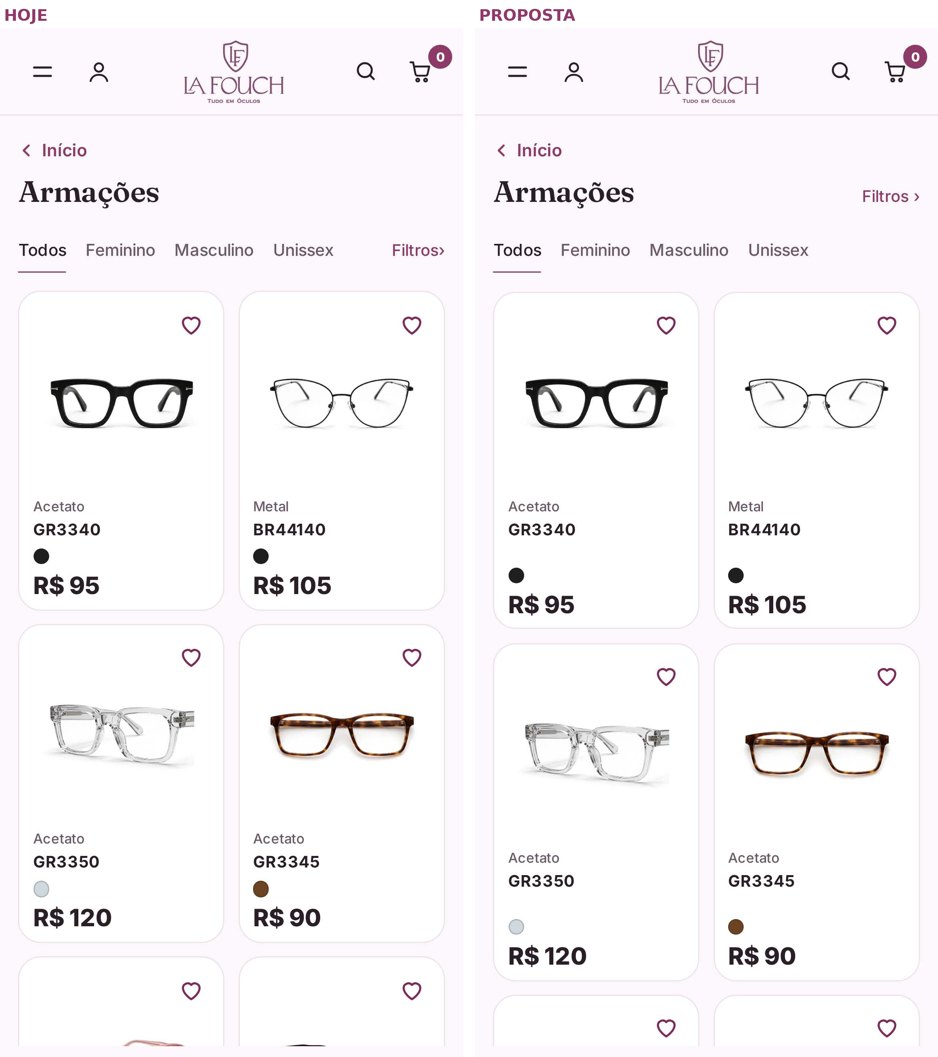 HOJE
0
LF
LA FOUCH
Tudo em Óculos
Início
Armações
Todos Feminino Masculino Unissex Filtros›
Acetato
GR3340
R$ 95
Metal
BR44140
R$ 105
Acetato
GR3350
R$ 120
Acetato
GR3345
R$ 90
PROPOSTA
0
LF
LA FOUCH
Tudo em Óculos
Início
Armações
Filtros ›
Todos Feminino Masculino Unissex
Acetato
GR3340
R$ 95
Metal
BR44140
R$ 105
Acetato
GR3350
R$ 120
Acetato
GR3345
R$ 90